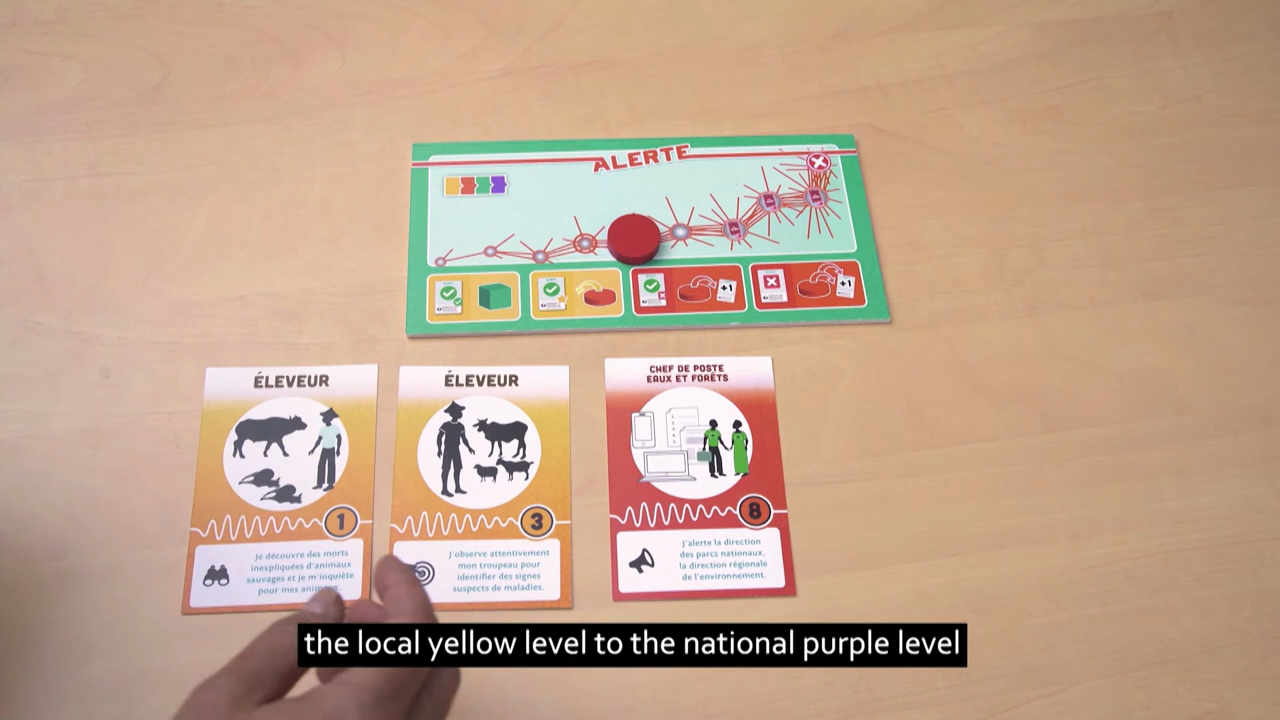 ALERTE
+1
+1
ÉLEVEUR
1
Je découvre des morts
inexpliquées d'animaux
sauvages et je m'inquiète
pour mes animaux.
ÉLEVEUR
3
J'observe attentivement
mon troupeau pour
identifier des signes
suspects de maladies.
CHEF DE POSTE
EAUX ET FORÊTS
8
J'alerte la direction
des parcs nationaux,
la direction régionale
de l'environnement.
the local yellow level to the national purple level